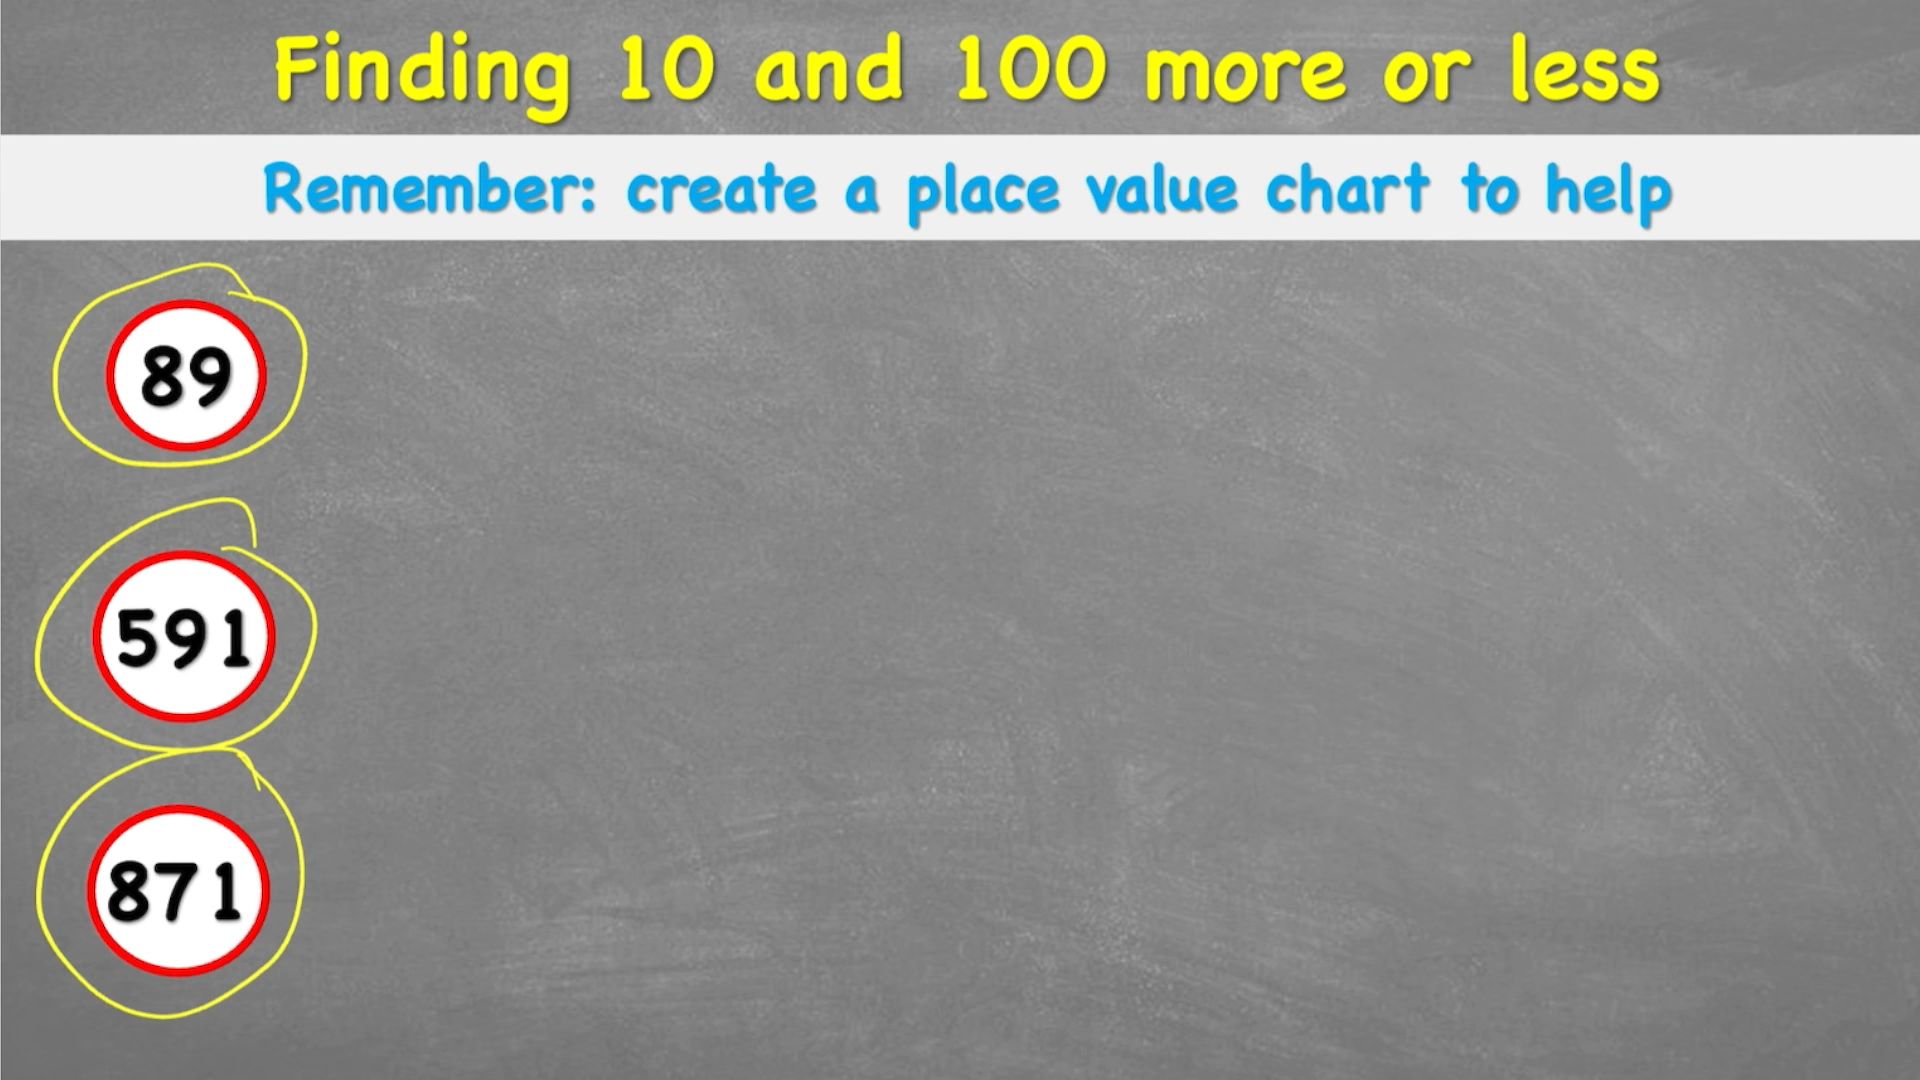 Finding 10 and 100 more or less
Remember: create a place value chart to help
89
591
871